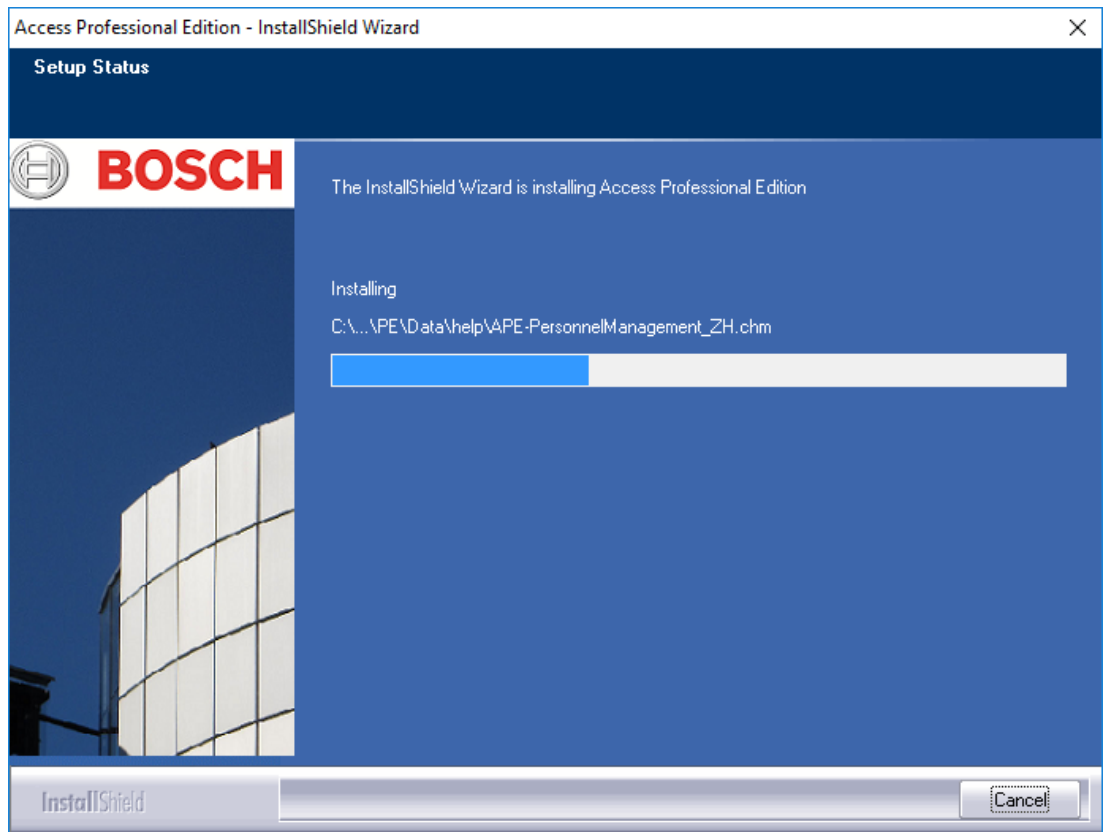 Access Professional Edition - InstallShield Wizard
Setup Status
BOSCH
The InstallShield Wizard is installing Access Professional Edition
Installing
C:\...\PE\Data\help\APE-PersonnelManagement_ZH.chm
InstallShield
Cancel